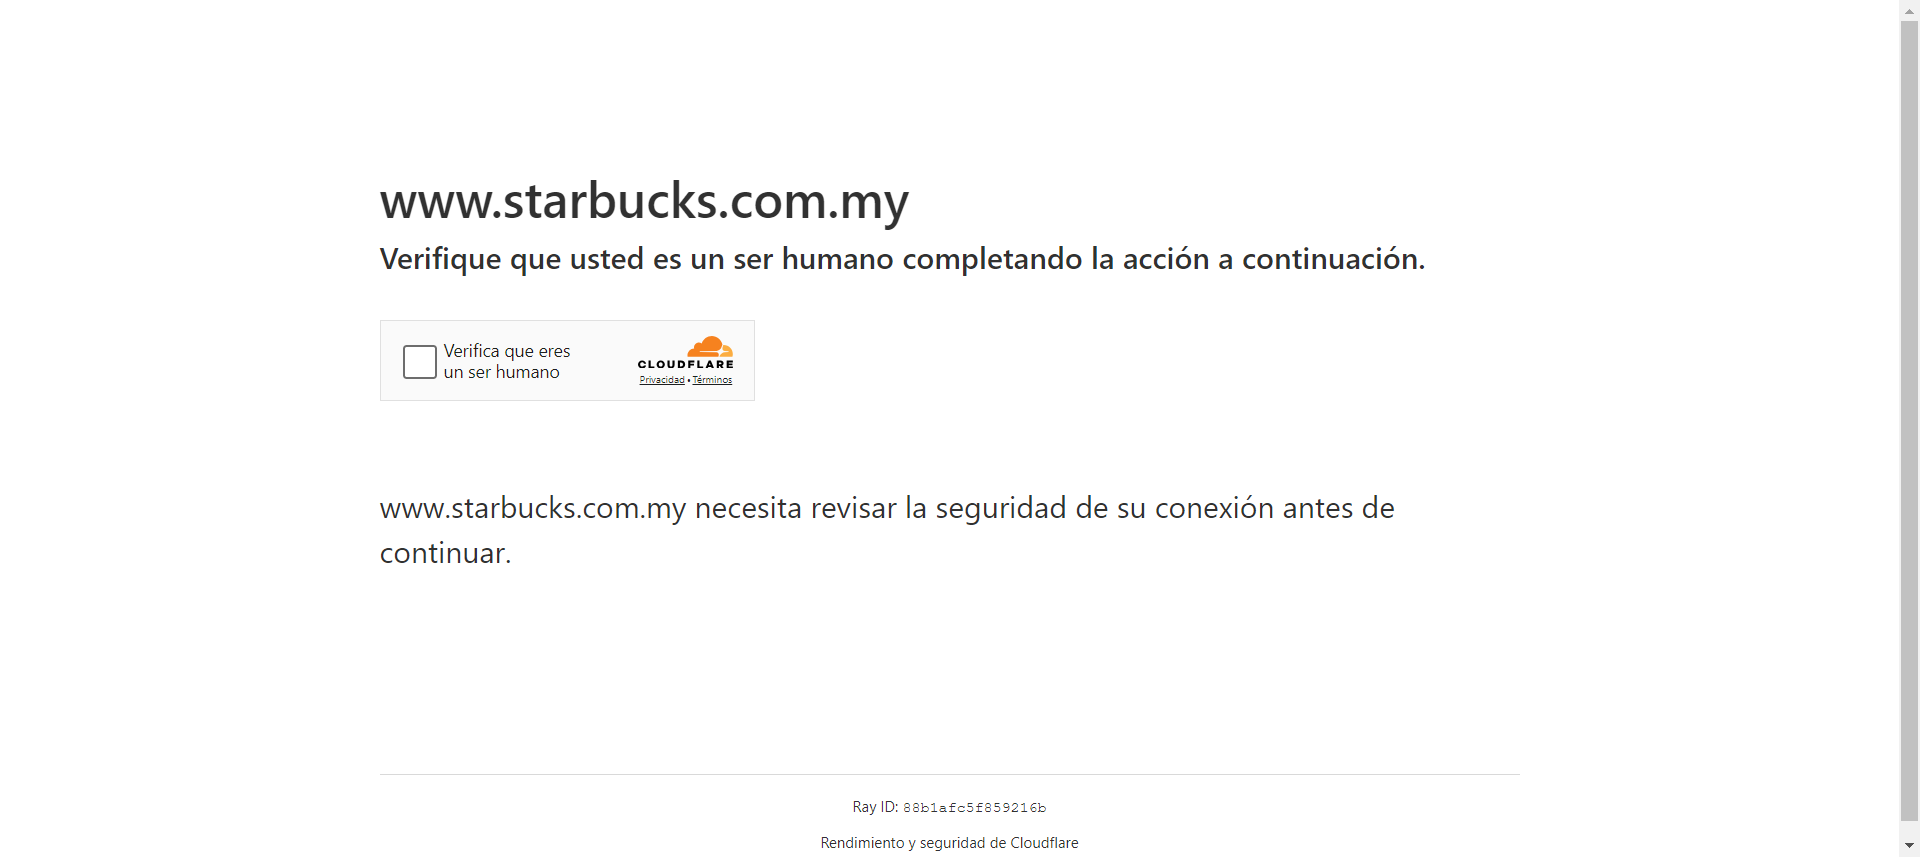 www.starbucks.com.my
Verifique que usted es un ser humano completando la acción a continuación.
Verifica que eres
un ser humano
CLOUDFLARE
Privacidad • Términos
www.starbucks.com.my necesita revisar la seguridad de su conexión antes de
continuar.
Ray ID: 88b1afc5f859216b
Rendimiento y seguridad de Cloudflare